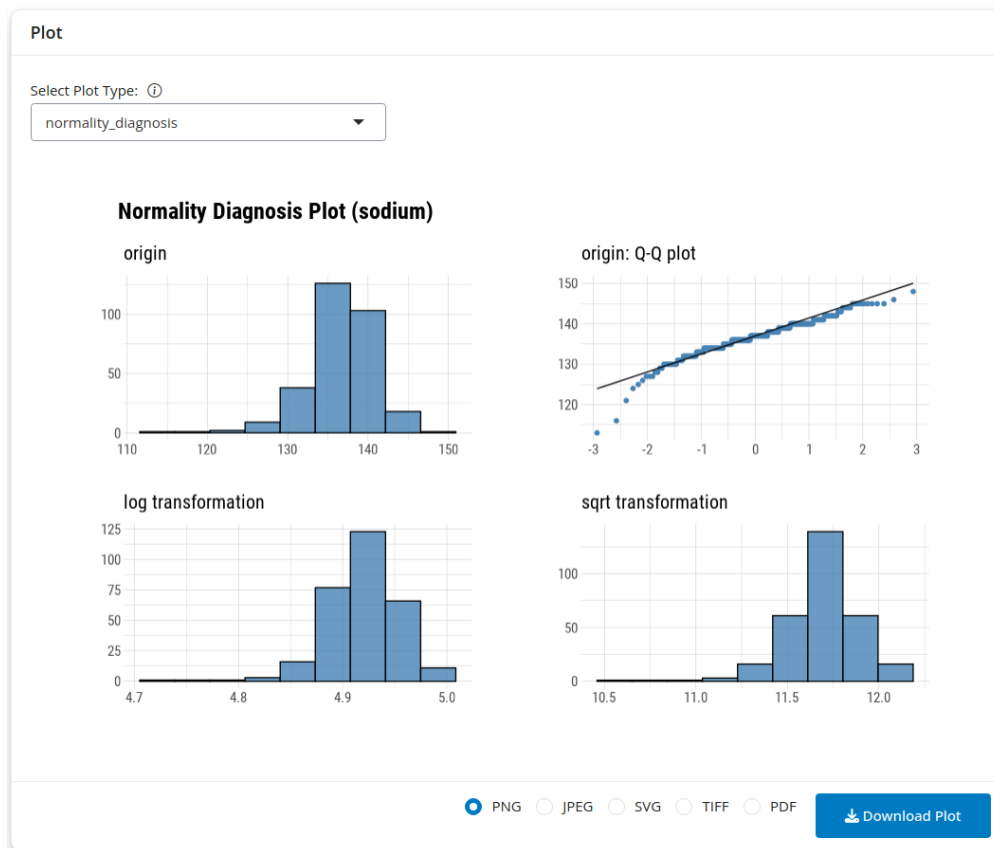 Plot
Select Plot Type:
normality_diagnosis
Normality Diagnosis Plot (sodium)
origin
100
50
0
110 120 130 140 150
origin: Q-Q plot
150
140
130
120
-3 -2 -1 0 1 2 3
log transformation
125
100
75
50
25
0
4.7 4.8 4.9 5.0
sqrt transformation
100
50
0
10.5 11.0 11.5 12.0
PNG JPEG SVG TIFF PDF
Download Plot